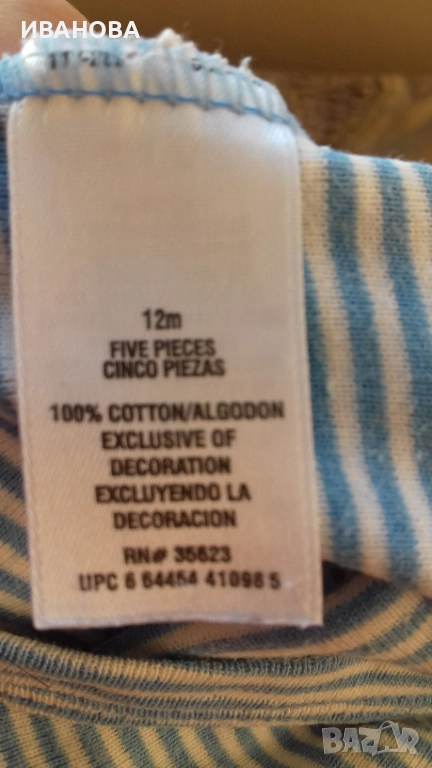 ИВАНОВА
12m
FIVE PIECES
CINCO PIEZAS
100% COTTON/ALGODON
EXCLUSIVE OF
DECORATION
EXCLUYENDO LA
DECORACION
RN# 35623
UPC 6 64454 41098 5
BAZAR